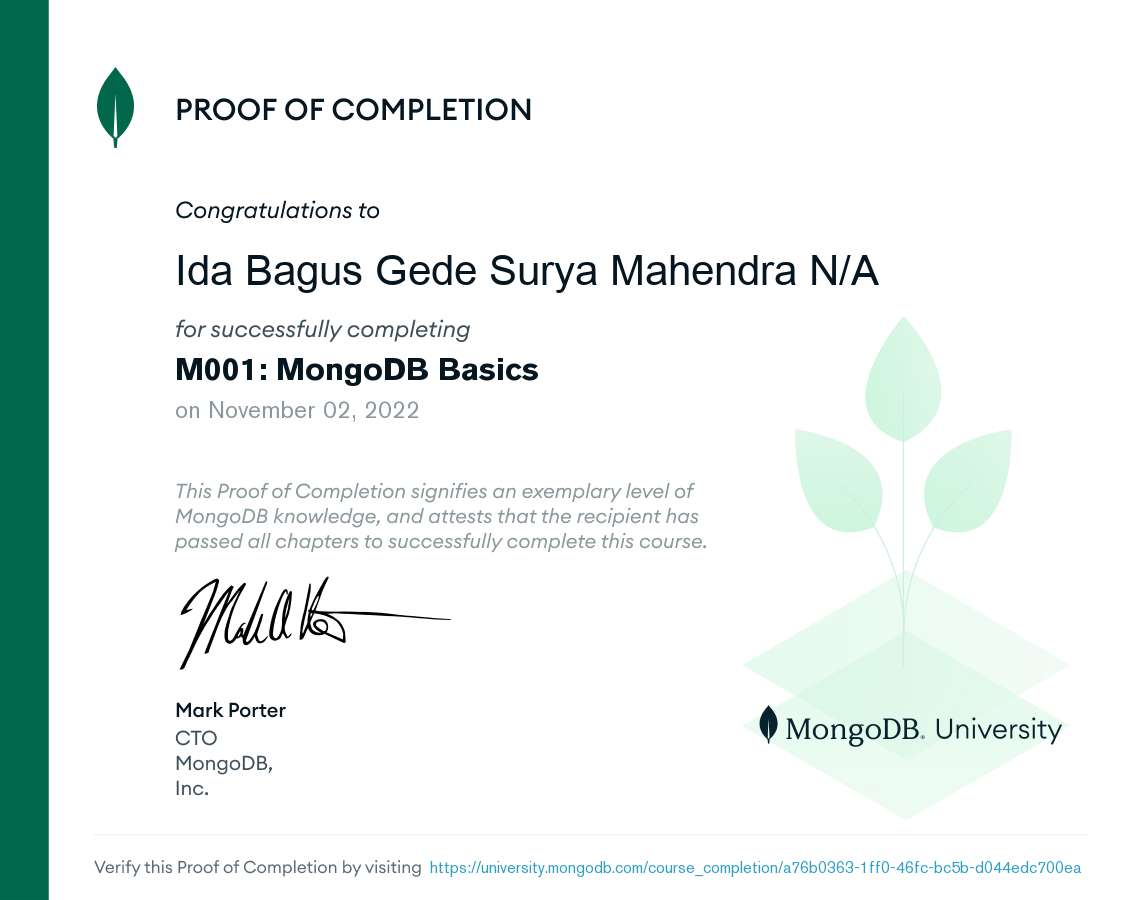 PROOF OF COMPLETION
Congratulations to
Ida Bagus Gede Surya Mahendra N/A
for successfully completing
M001: MongoDB Basics
on November 02, 2022
This Proof of Completion signifies an exemplary level of
MongoDB knowledge, and attests that the recipient has
passed all chapters to successfully complete this course.
Mark Porter
CTO
MongoDB,
Inc.
MongoDB. University
Verify this Proof of Completion by visiting https://university.mongodb.com/course_completion/a76b0363-1ff0-46fc-bc5b-d044edc700ea